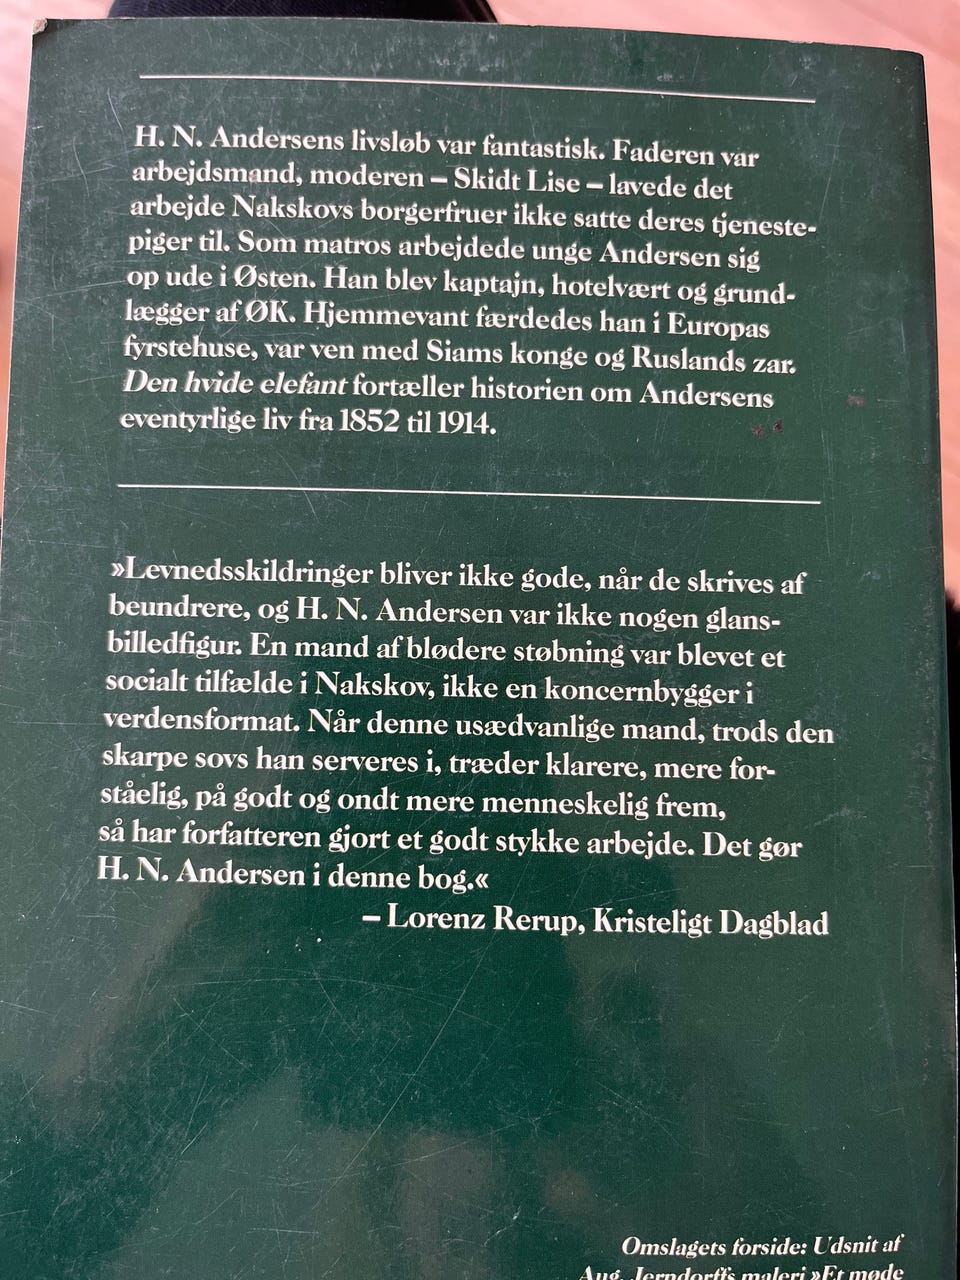 H. N. Andersens livsløb var fantastisk. Faderen var
arbejdsmand, moderen – Skidt Lise – lavede det
arbejde Nakskovs borgerfruer ikke satte deres tjeneste-
piger til. Som matros arbejdede unge Andersen sig
op ude i Østen. Han blev kaptajn, hotelvært og grund-
lægger af ØK. Hjemmevant færdedes han i Europas
fyrstehuse, var ven med Siams konge og Ruslands zar.
Den hvide elefant fortæller historien om Andersens
eventyrlige liv fra 1852 til 1914.
»Levnedsskildringer bliver ikke gode, når de skrives af
beundrere, og H. N. Andersen var ikke nogen glans-
billedfigur. En mand af blødere støbning var blevet et
socialt tilfælde i Nakskov, ikke en koncernbygger i
verdensformat. Når denne usædvanlige mand, trods den
skarpe sovs han serveres i, træder klarere, mere for-
ståelig, på godt og ondt mere menneskelig frem,
så har forfatteren gjort et godt stykke arbejde. Det gør
H. N. Andersen i denne bog.«
– Lorenz Rerup, Kristeligt Dagblad
Omslagets forside: Udsnit af
Aug. Jerndorffs maleri »Et møde